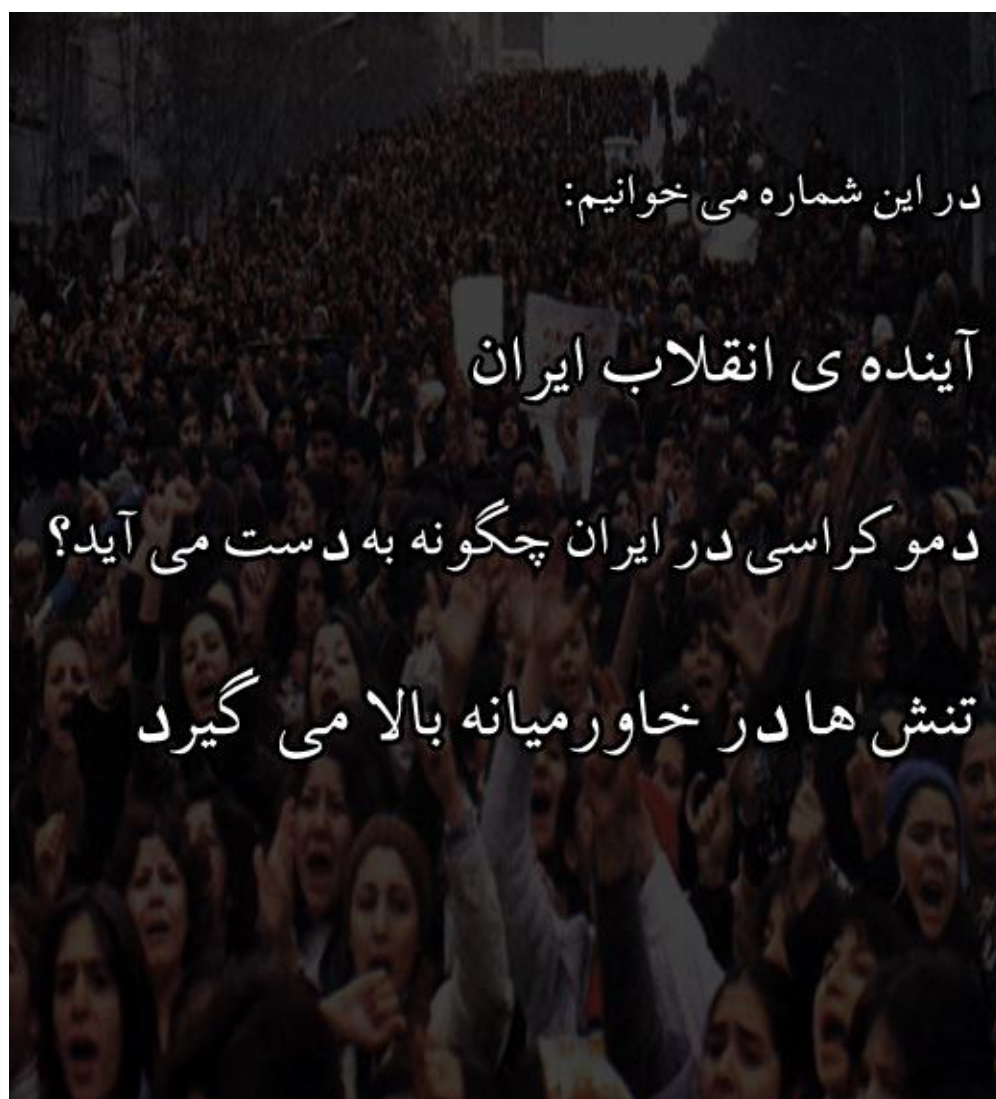 در این شماره می خوانیم:
آینده ی انقلاب ایران
دموکراسی در ایران چگونه به دست می آید؟
تنش ها در خاورمیانه بالا می گیرد